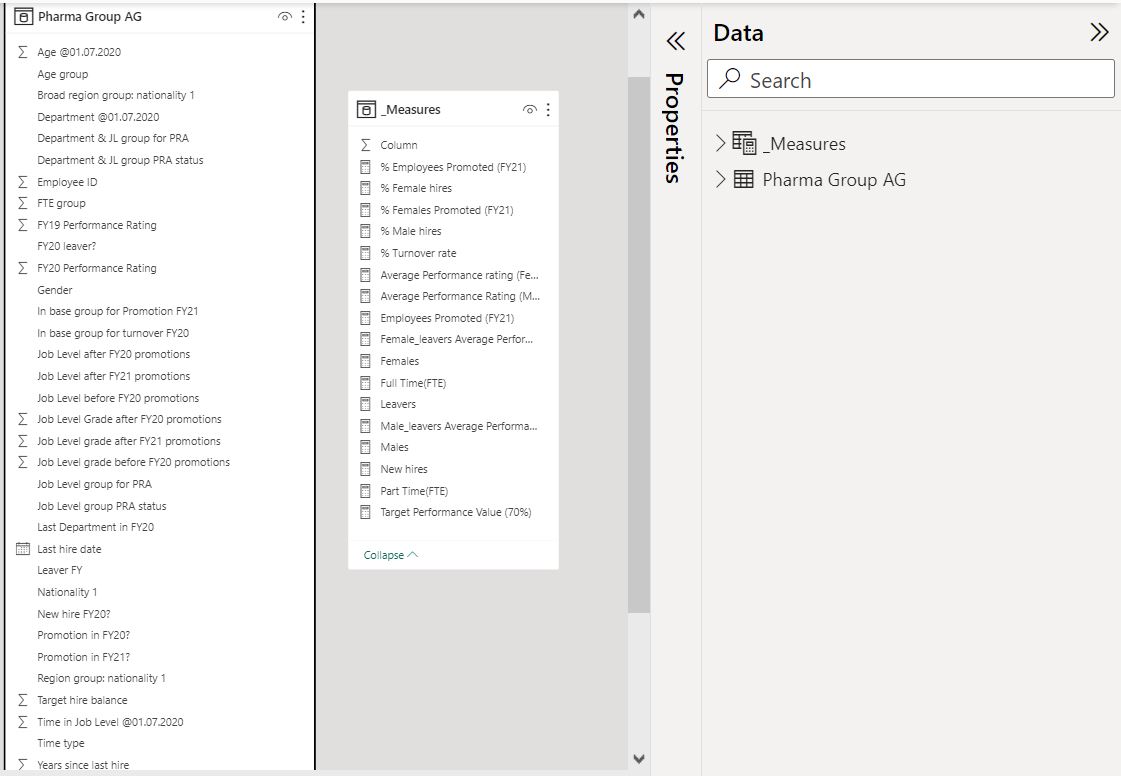 Pharma Group AG
Age @01.07.2020
Age group
Broad region group: nationality 1
Department @01.07.2020
Department & JL group for PRA
Department & JL group PRA status
Employee ID
FTE group
FY19 Performance Rating
FY20 leaver?
FY20 Performance Rating
Gender
In base group for Promotion FY21
In base group for turnover FY20
Job Level after FY20 promotions
Job Level after FY21 promotions
Job Level before FY20 promotions
Job Level Grade after FY20 promotions
Job Level grade after FY21 promotions
Job Level grade before FY20 promotions
Job Level group for PRA
Job Level group PRA status
Last Department in FY20
Last hire date
Leaver FY
Nationality 1
New hire FY20?
Promotion in FY20?
Promotion in FY21?
Region group: nationality 1
Target hire balance
Time in Job Level @01.07.2020
Time type
Years since last hire
_Measures
Column
% Employees Promoted (FY21)
% Female hires
% Females Promoted (FY21)
% Male hires
% Turnover rate
Average Performance rating (Fe...
Average Performance Rating (M...
Employees Promoted (FY21)
Female_leavers Average Perfor...
Females
Full Time(FTE)
Leavers
Male_leavers Average Performa...
Males
New hires
Part Time(FTE)
Target Performance Value (70%)
Collapse
Properties
Data
Search
_Measures
Pharma Group AG